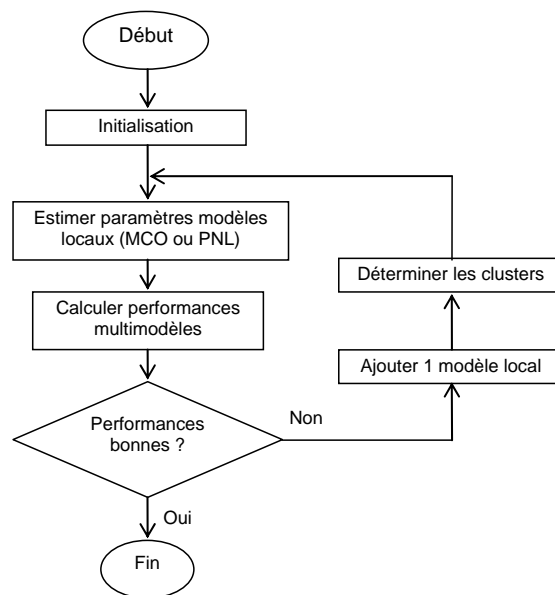 Début
Initialisation
Estimer paramètres modèles
locaux (MCO ou PNL)
Calculer performances
multimodèles
Performances
bonnes ?
Non
Ajouter 1 modèle local
Déterminer les clusters
Oui
Fin